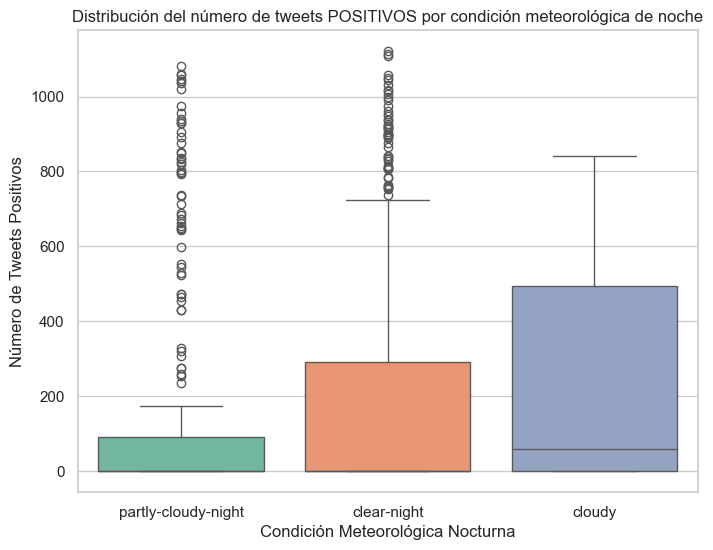 Distribución del número de tweets POSITIVOS por condición meteorológica de noche
Número de Tweets Positivos
1000
800
600
400
200
0
partly-cloudy-night
clear-night
cloudy
Condición Meteorológica Nocturna